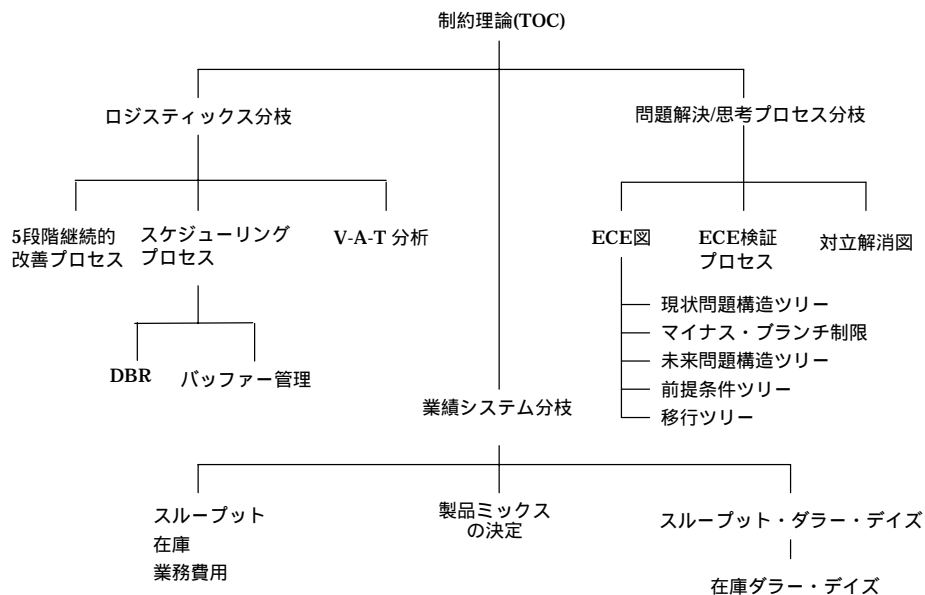 制約理論(TOC)
ロジスティックス分枝
問題解決/思考プロセス分枝
5段階継続的
改善プロセス
スケジューリング
プロセス
V-A-T 分析
ECE図
ECE検証
プロセス
対立解消図
現状問題構造ツリー
マイナス・ブランチ制限
未来問題構造ツリー
前提条件ツリー
移行ツリー
DBR
バッファー管理
業績システム分枝
スループット
在庫
業務費用
製品ミックス
の決定
スループット・ダラー・デイズ
在庫ダラー・デイズ